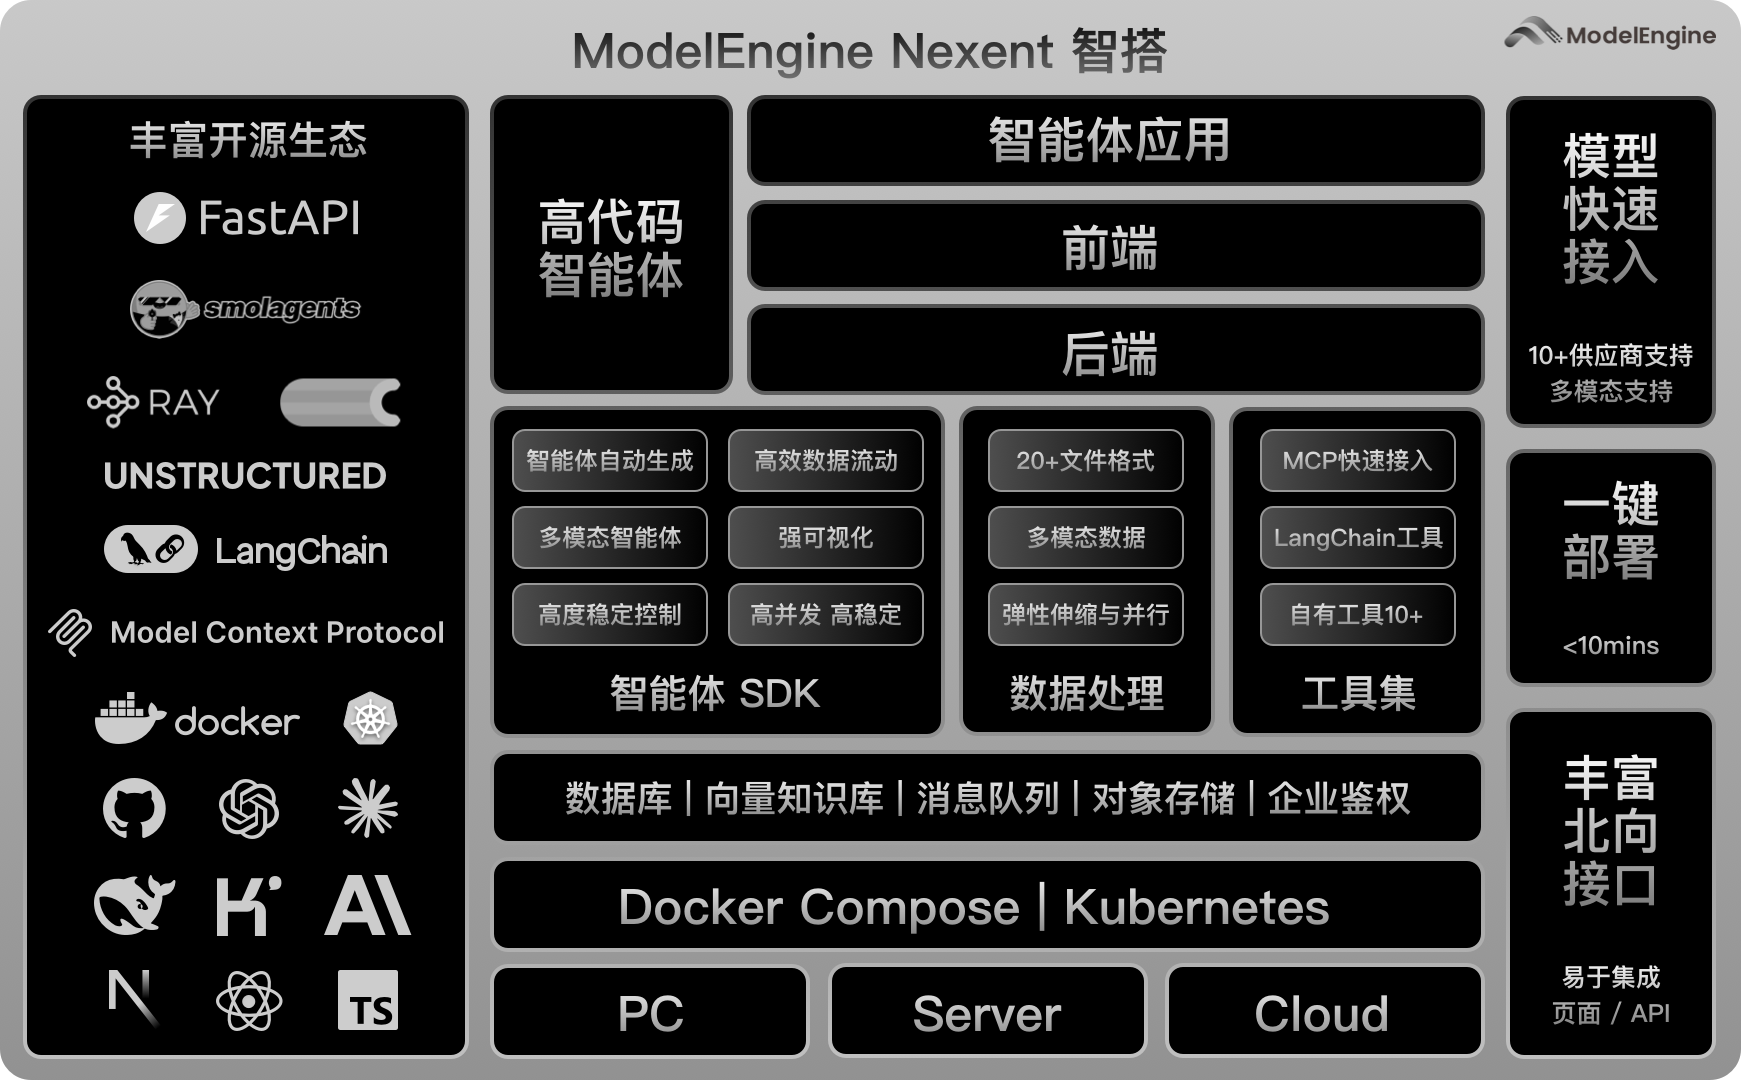 ModelEngine Nexent 智搭
ModelEngine
丰富开源生态
FastAPI
smolagents
RAY
UNSTRUCTURED
LangChain
Model Context Protocol
docker
TS
高代码
智能体
智能体应用
前端
后端
智能体自动生成
高效数据流动
多模态智能体
强可视化
高度稳定控制
高并发 高稳定
智能体 SDK
20+文件格式
多模态数据
弹性伸缩与并行
数据处理
MCP快速接入
LangChain工具
自有工具10+
工具集
数据库 | 向量知识库 | 消息队列 | 对象存储 | 企业鉴权
Docker Compose | Kubernetes
PC
Server
Cloud
模型
快速
接入
10+供应商支持
多模态支持
一键
部署
<10mins
丰富
北向
接口
易于集成
页面 / API